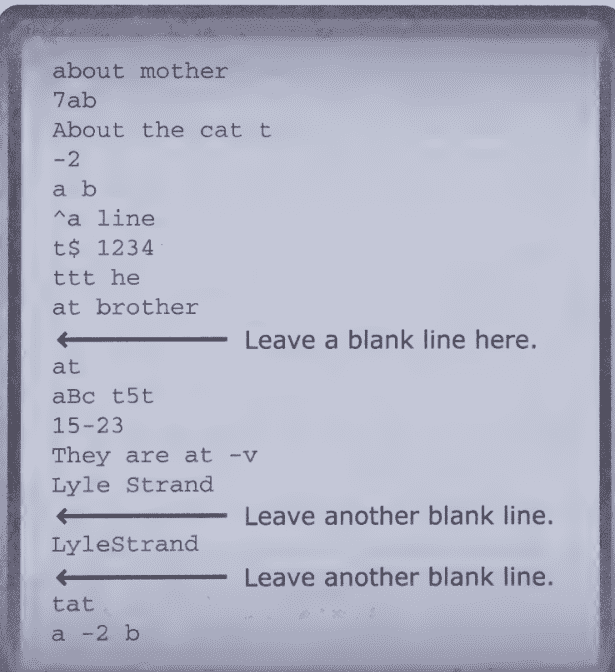 about mother
7ab
About the cat t
-2
a b
^a line
t$ 1234
ttt he
at brother
Leave a blank line here.
at
aBc t5t
15-23
They are at -v
Lyle Strand
Leave another blank line.
LyleStrand
Leave another blank line.
tat
a -2 b